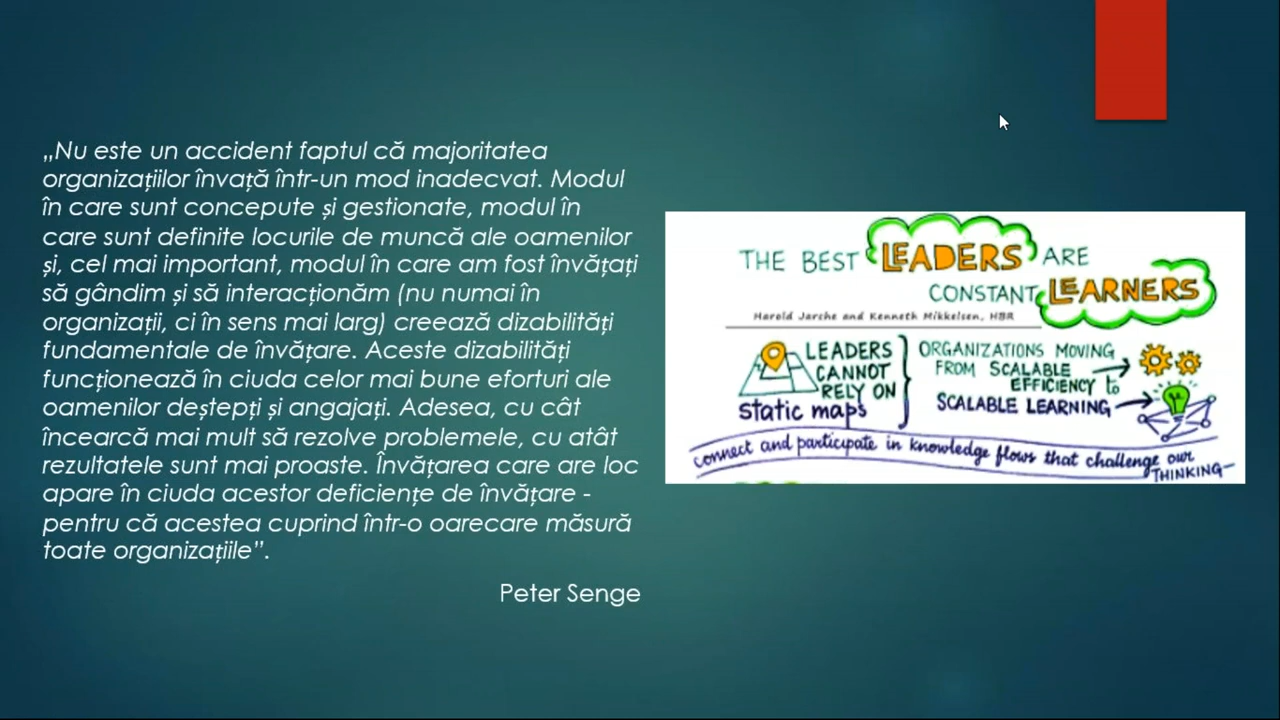 „Nu este un accident faptul că majoritatea
organizațiilor învață într-un mod inadecvat. Modul
în care sunt concepute și gestionate, modul în
care sunt definite locurile de muncă ale oamenilor
și, cel mai important, modul în care am fost învățați
să gândim și să interacționăm (nu numai în
organizații, ci în sens mai larg) creează dizabilități
fundamentale de învățare. Aceste dizabilități
funcționează în ciuda celor mai bune eforturi ale
oamenilor deștepți și angajați. Adesea, cu cât
încearcă mai mult să rezolve problemele, cu atât
rezultatele sunt mai proaste. Învățarea care are loc
apare în ciuda acestor deficiențe de învățare -
pentru că acestea cuprind într-o oarecare măsură
toate organizațiile”.
Peter Senge
THE BEST LEADERS ARE
CONSTANT LEARNERS
Harold Jarche and Kenneth Mikkelsen, HBR
LEADERS
CANNOT
RELY ON
static maps
ORGANIZATIONS MOVING
FROM SCALABLE
EFFICIENCY to
SCALABLE LEARNING
connect and participate in knowledge flows that challenge our
THINKING